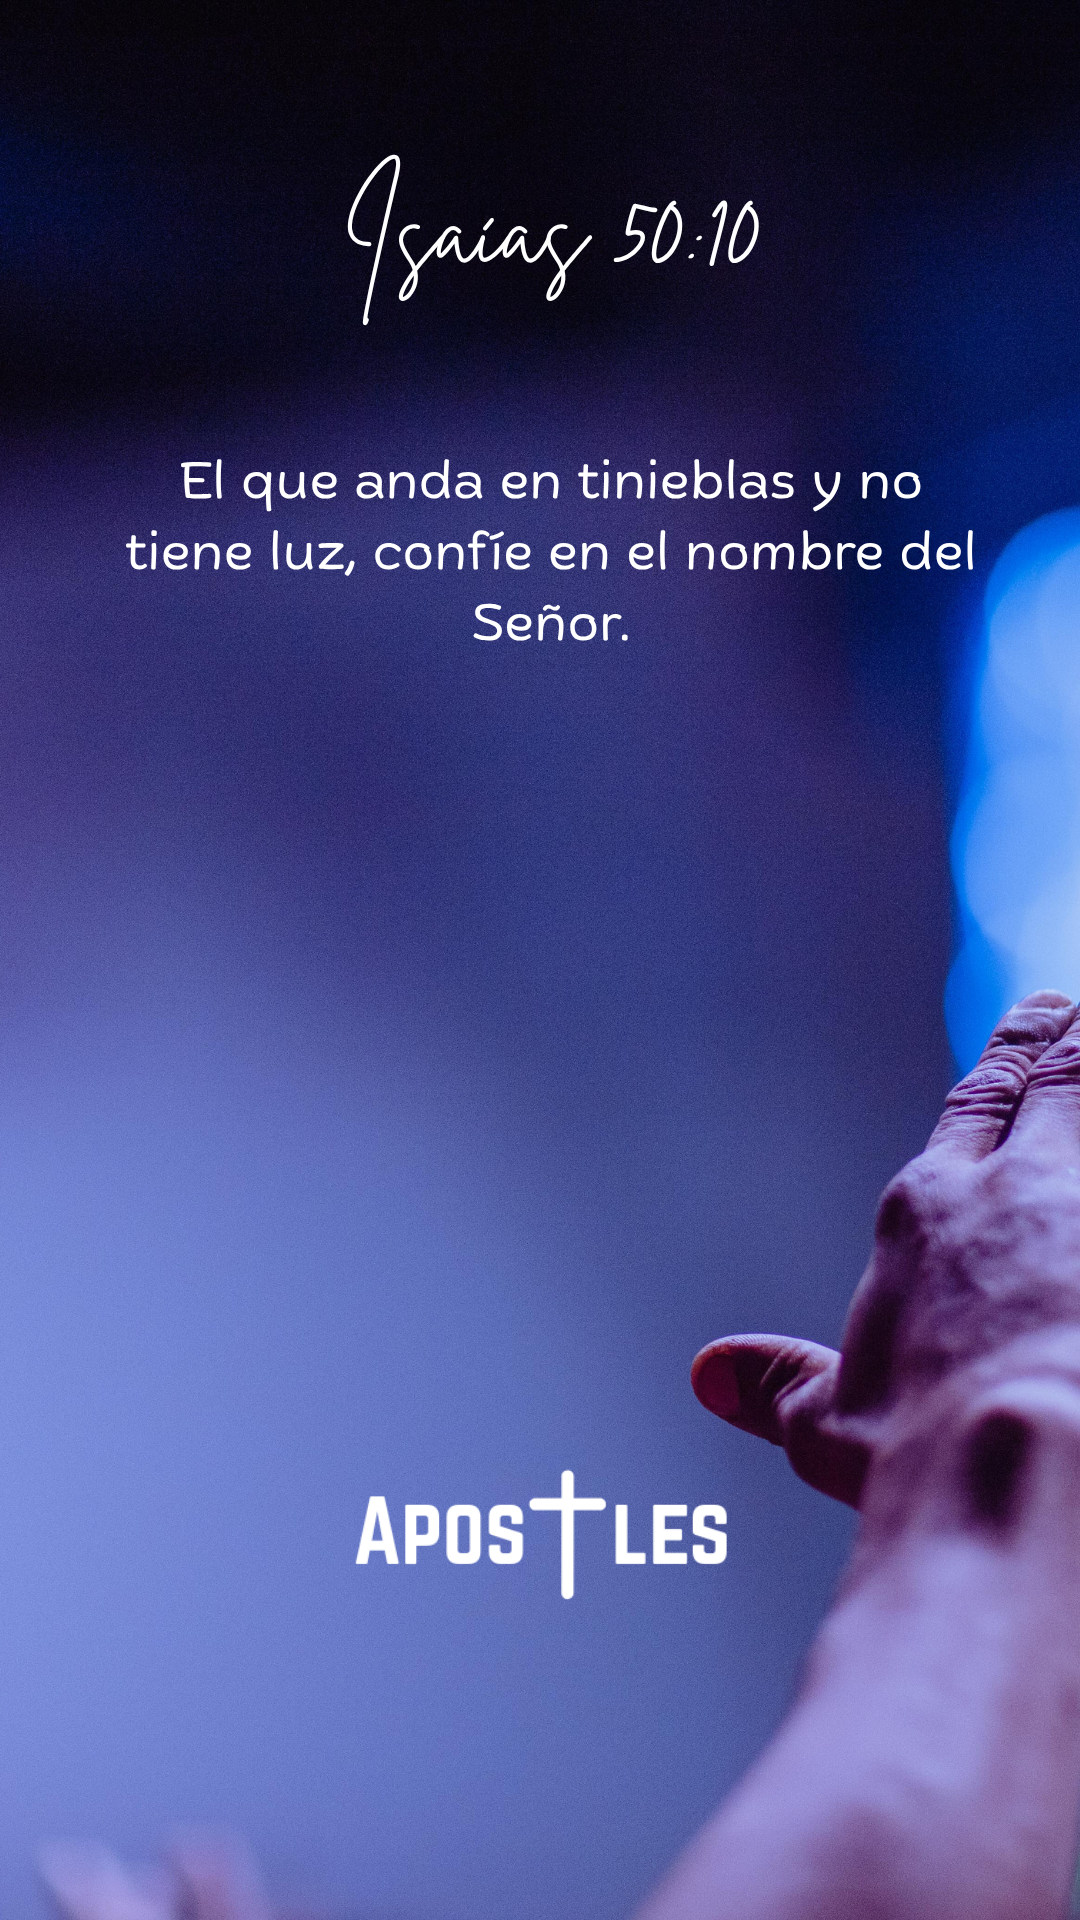 Isaías 50:10
El que anda en tinieblas y no
tiene luz, confíe en el nombre del
Señor.
APOSTLES